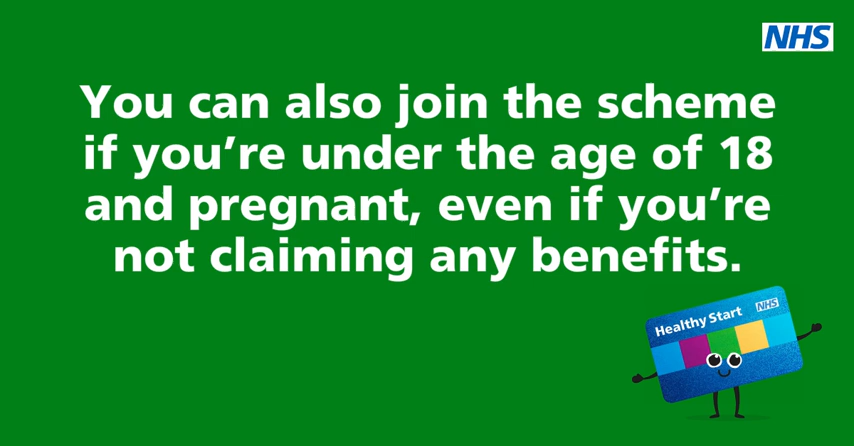 NHS
You can also join the scheme
if you’re under the age of 18
and pregnant, even if you’re
not claiming any benefits.
Healthy Start
NHS